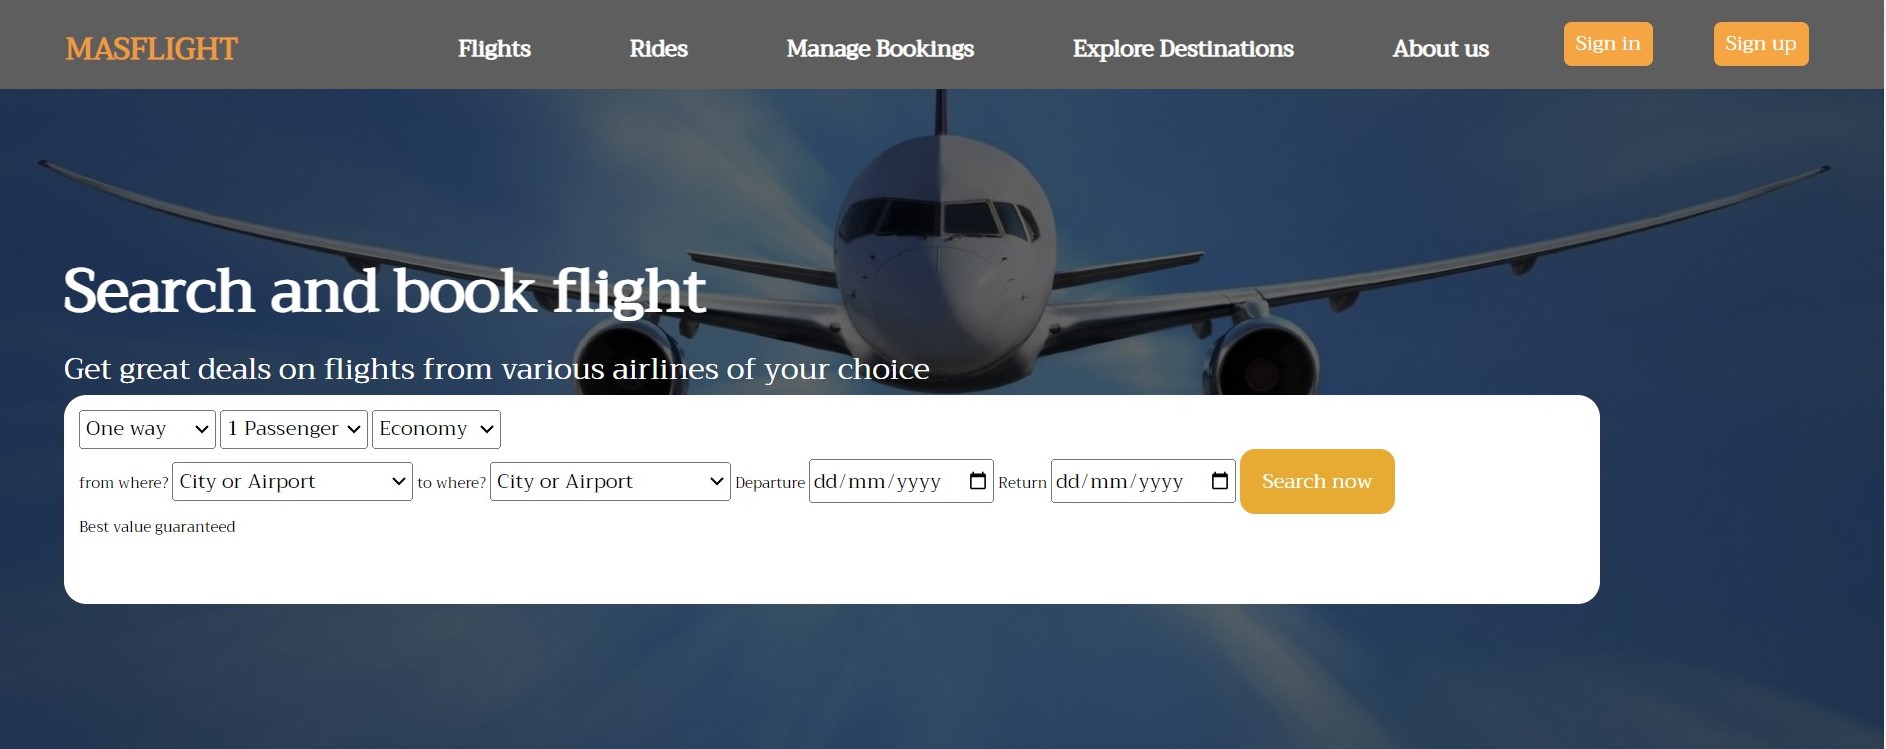 MASFLIGHT Flights Rides Manage Bookings Explore Destinations About us Sign in Sign up
Search and book flight
Get great deals on flights from various airlines of your choice
One way 1 Passenger Economy
from where? City or Airport to where? City or Airport Departure dd/mm/yyyy Return dd/mm/yyyy Search now
Best value guaranteed